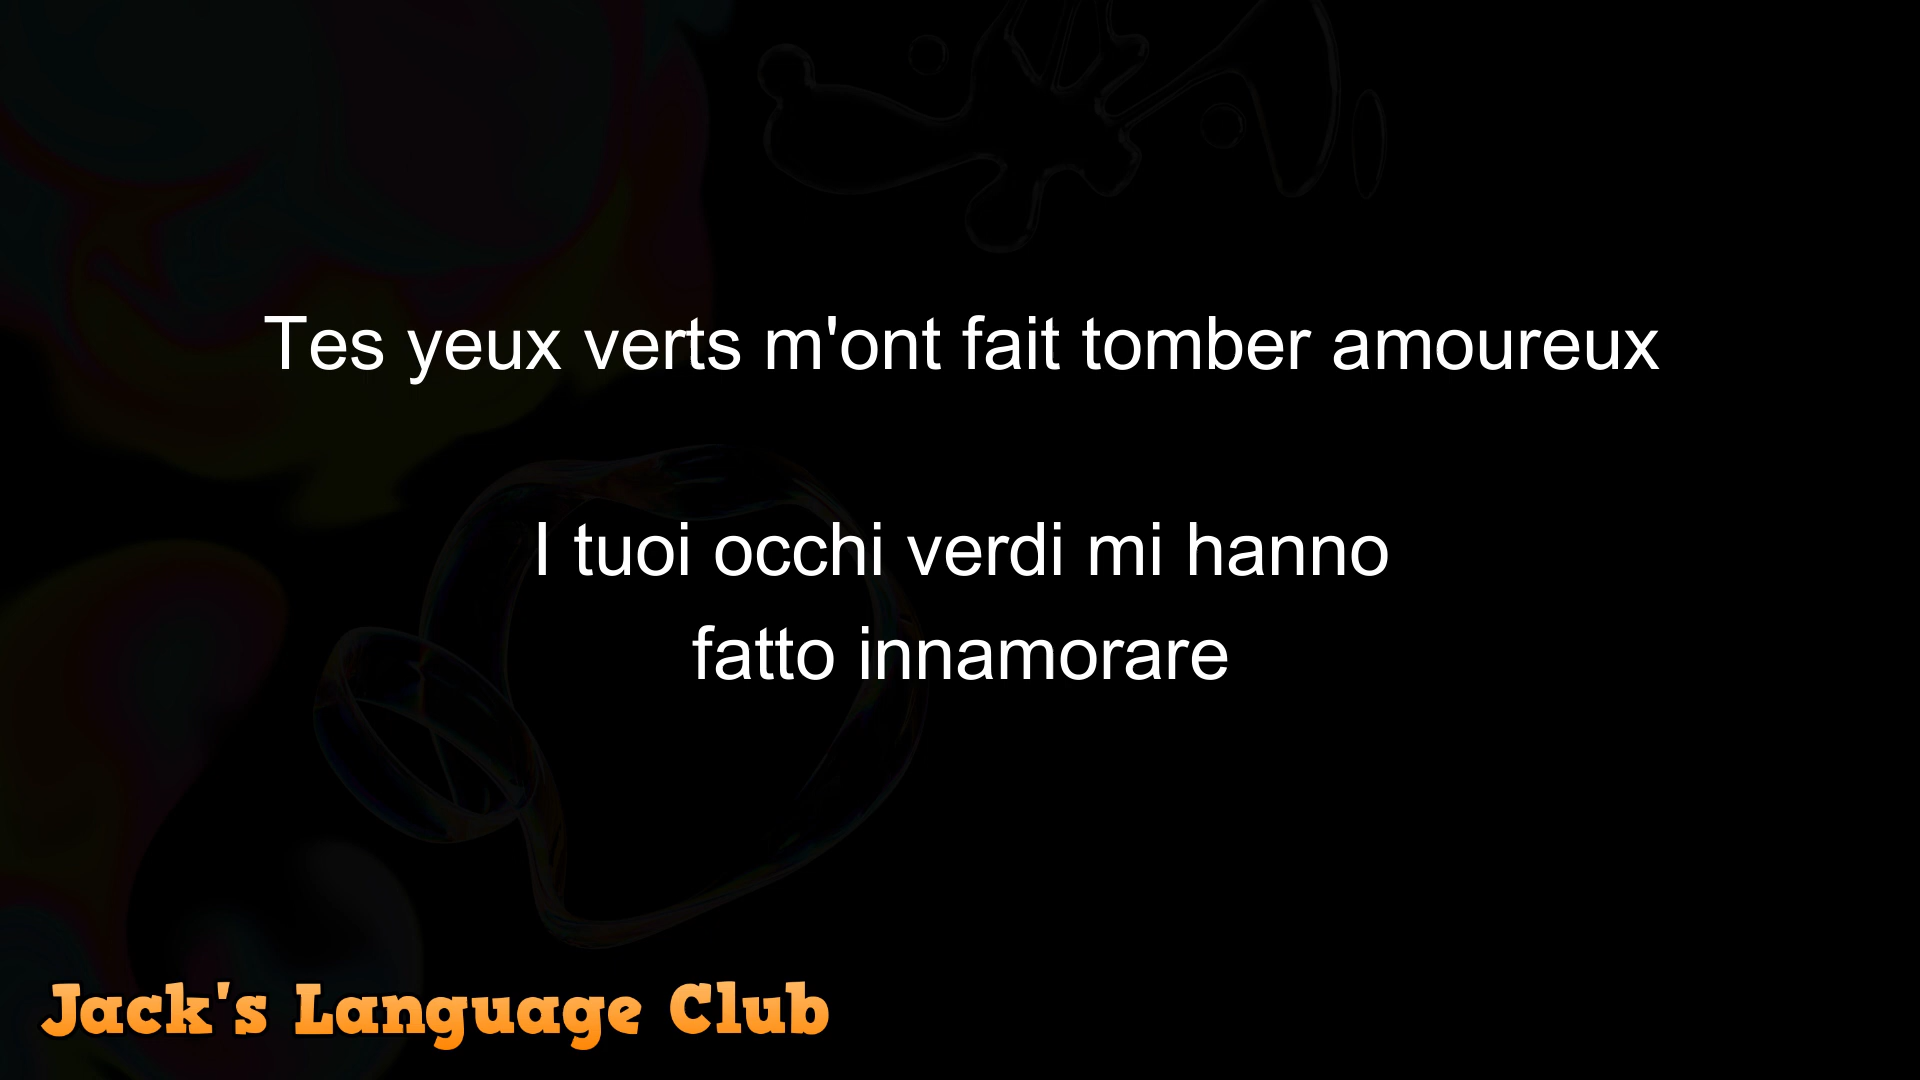 Tes yeux verts m'ont fait tomber amoureux
I tuoi occhi verdi mi hanno
fatto innamorare
Jack's Language Club